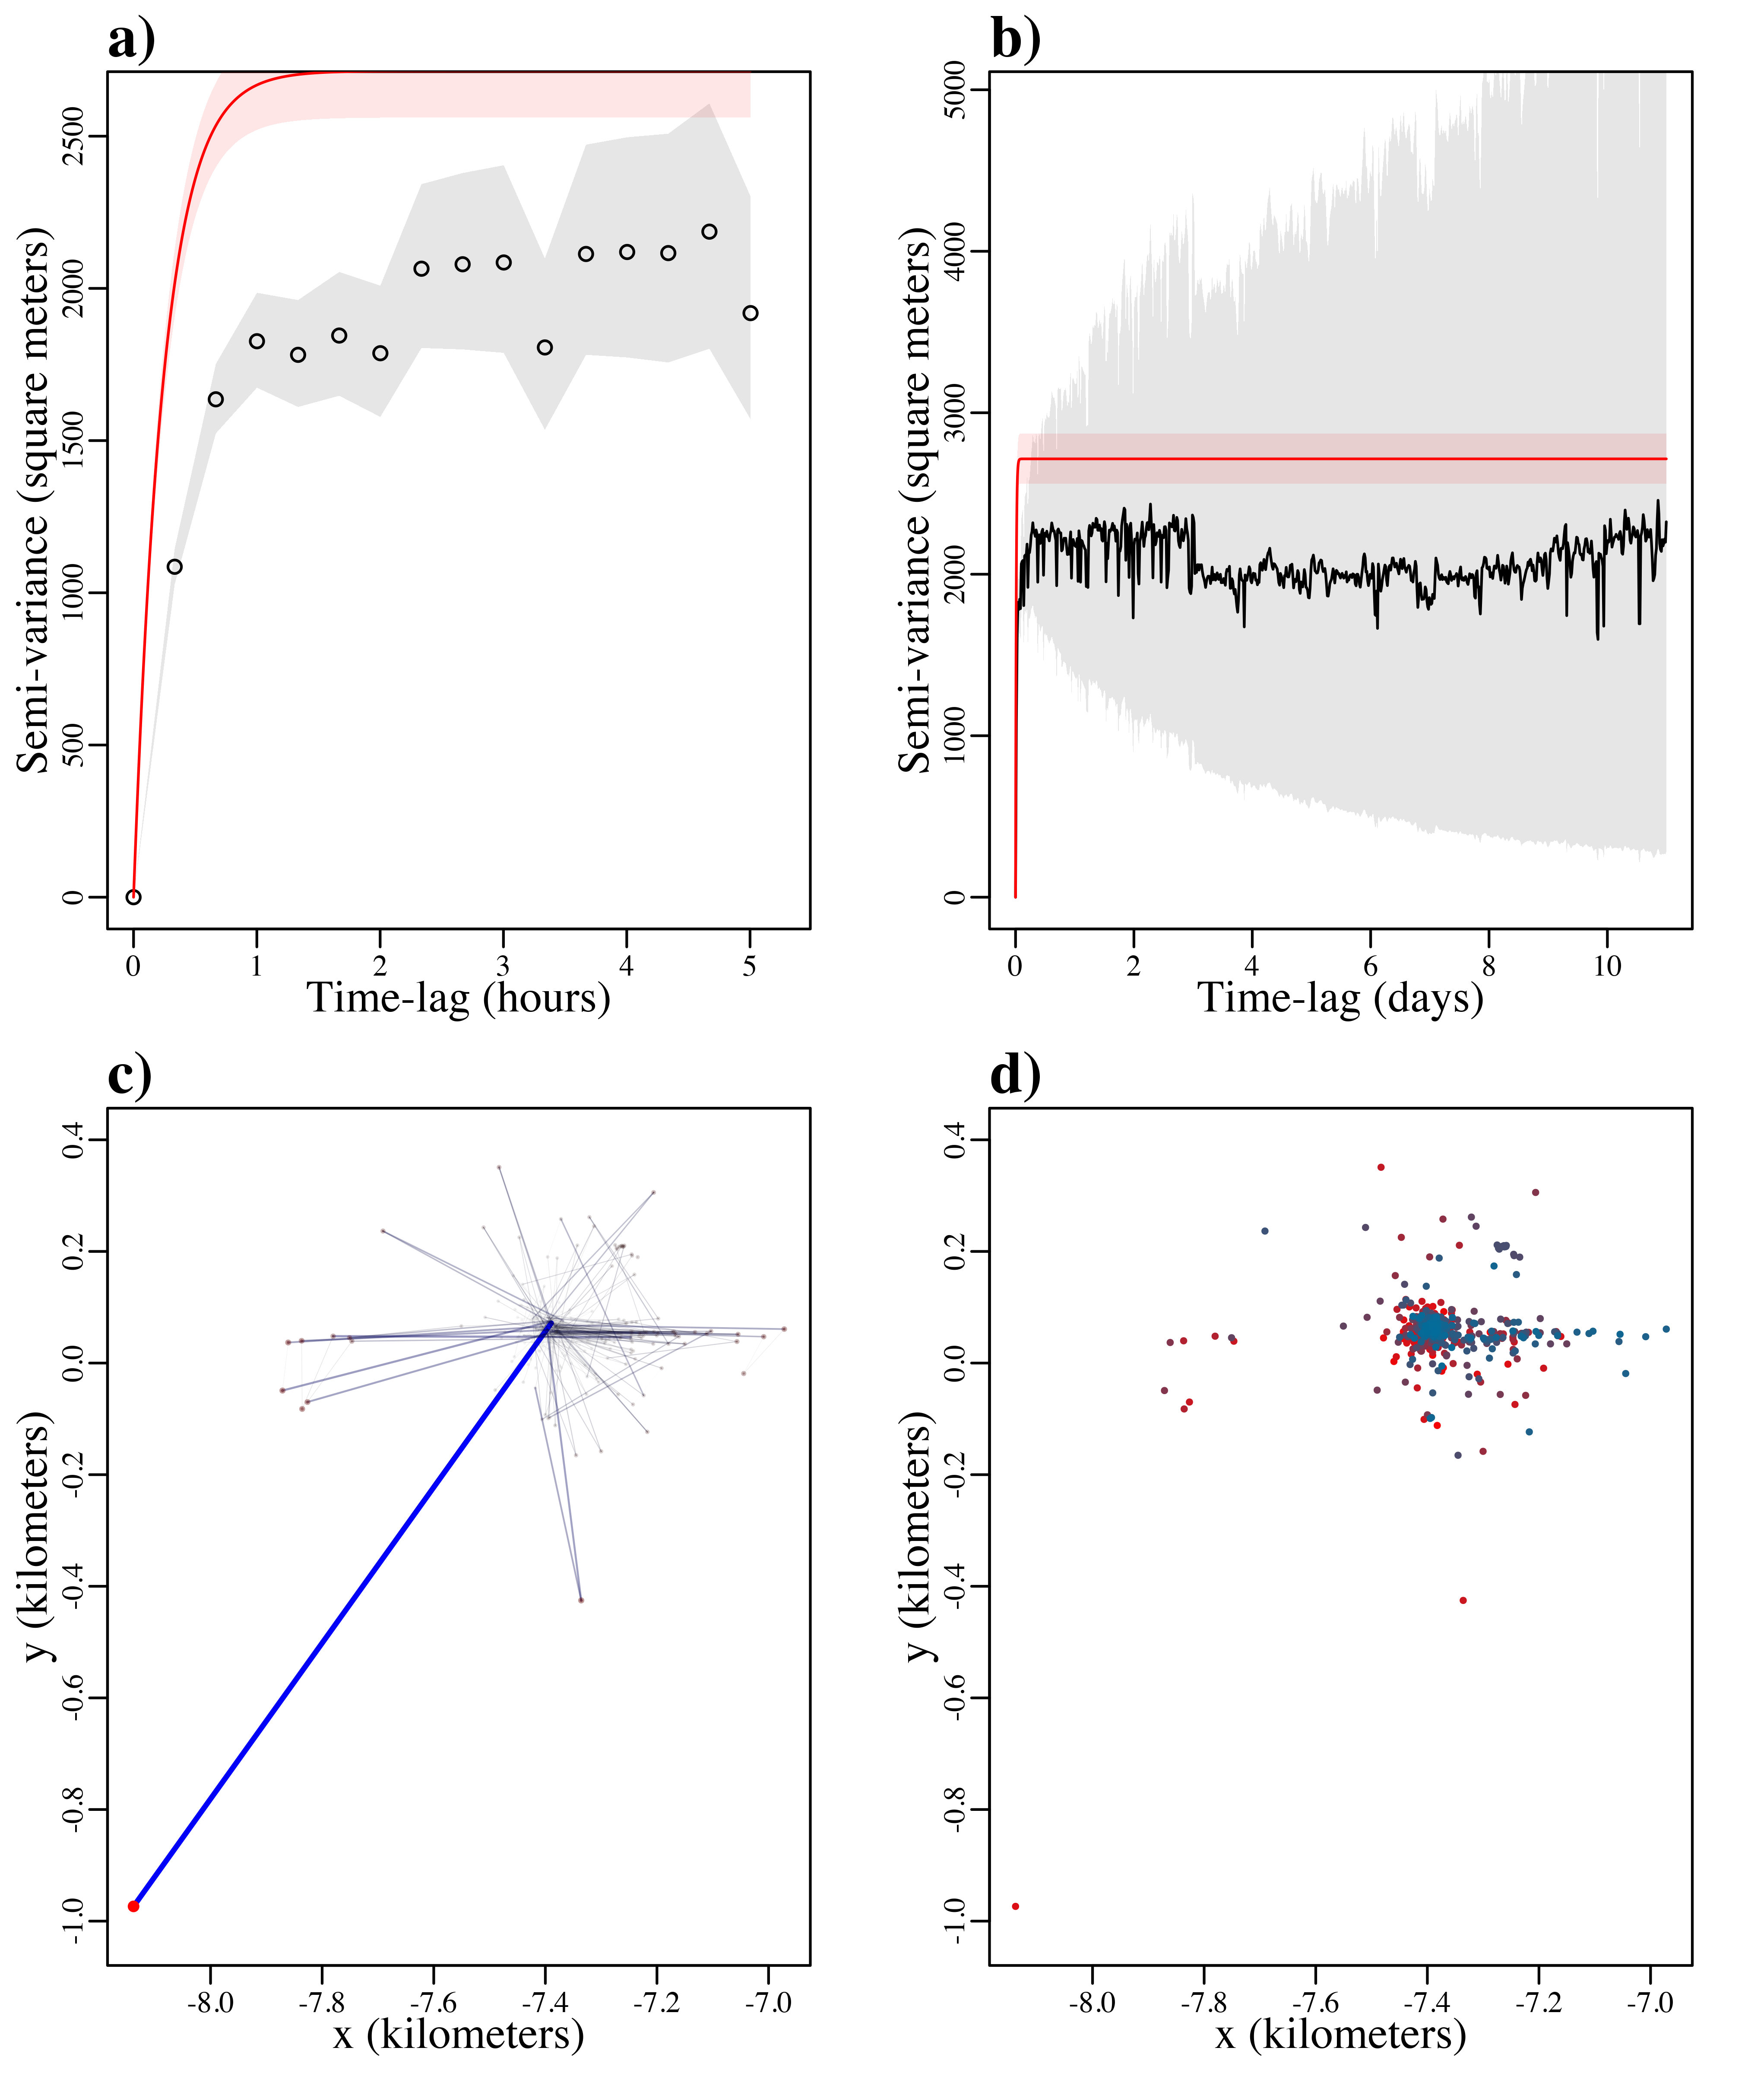 a)
Semi-variance (square meters)
0 500 1000 1500 2000 2500
0 1 2 3 4 5
Time-lag (hours)
b)
Semi-variance (square meters)
0 1000 2000 3000 4000 5000
0 2 4 6 8 10
Time-lag (days)
c)
y (kilometers)
-1.0 -0.8 -0.6 -0.4 -0.2 0.0 0.2 0.4
-8.0 -7.8 -7.6 -7.4 -7.2 -7.0
x (kilometers)
d)
y (kilometers)
-1.0 -0.8 -0.6 -0.4 -0.2 0.0 0.2 0.4
-8.0 -7.8 -7.6 -7.4 -7.2 -7.0
x (kilometers)